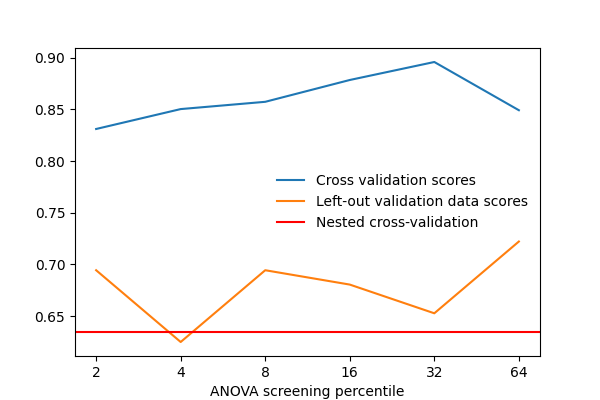 0.90
0.85
0.80
0.75
0.70
0.65
Cross validation scores
Left-out validation data scores
Nested cross-validation
2 4 8 16 32 64
ANOVA screening percentile